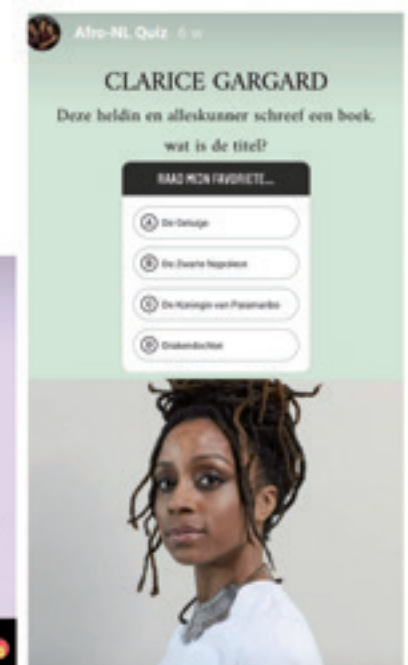 Afro-NL Quiz 6 w
CLARICE GARGARD
Deze heldin en alleskunner schreef een boek.
wat is de titel?
RAAD MIJN FAVORIETE...
A De Getuige
B De Zwarte Napoleon
C De Koningin van Paramaribo
D Drakendochter